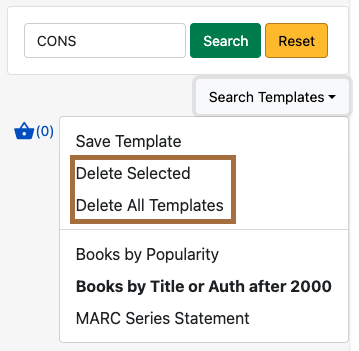 CONS Search Reset
Search Templates
(0)
Save Template
Delete Selected
Delete All Templates
Books by Popularity
Books by Title or Auth after 2000
MARC Series Statement